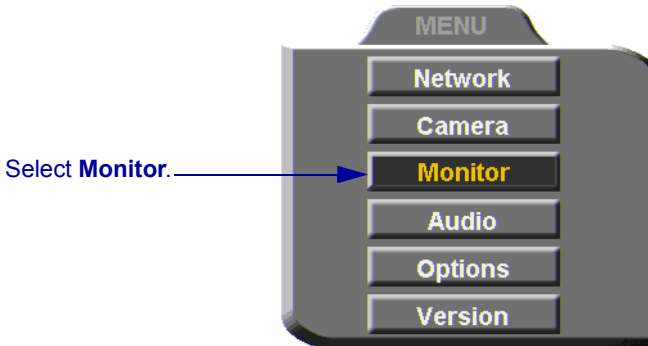 MENU
Network
Camera
Select Monitor.
Monitor
Audio
Options
Version